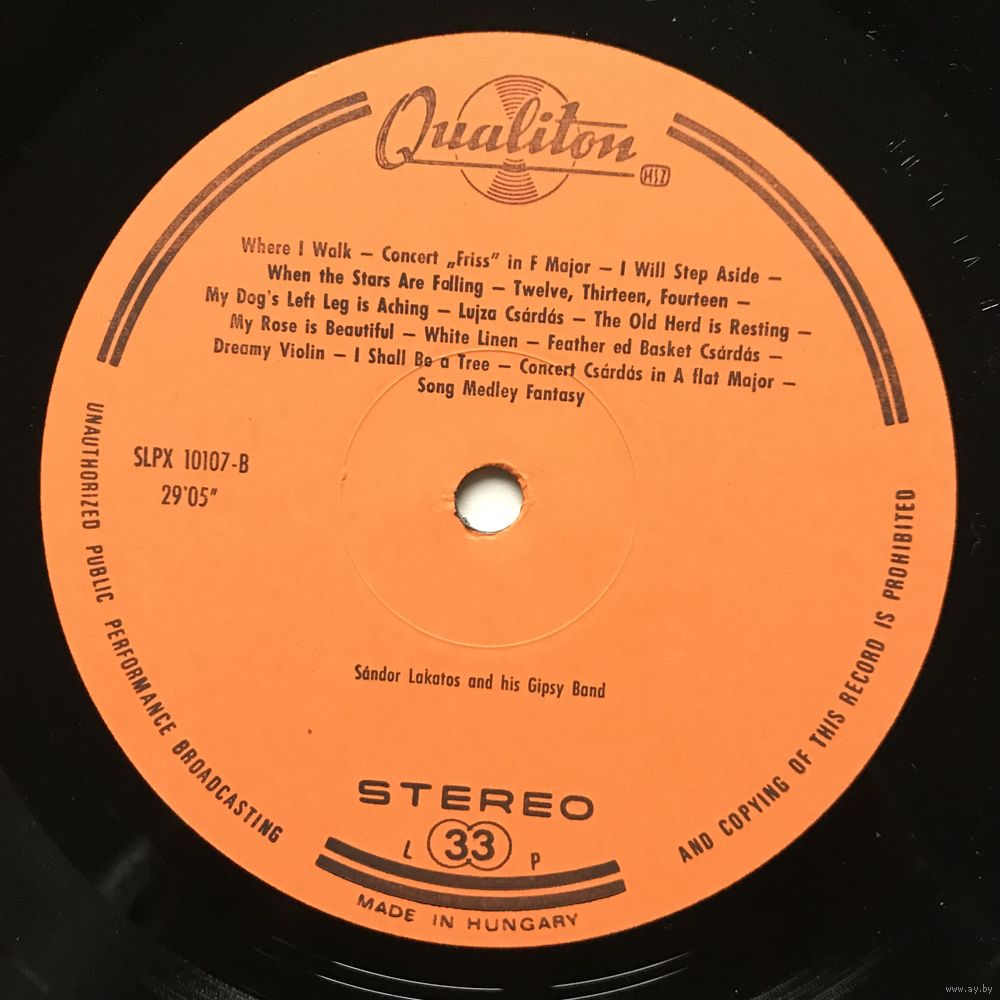 Qualiton
HSZ
Where I Walk — Concert „Friss” in F Major — I Will Step Aside —
When the Stars Are Falling — Twelve, Thirteen, Fourteen —
My Dog's Left Leg is Aching — Lujza Csárdás — The Old Herd is Resting —
My Rose is Beautiful — White Linen — Feather ed Basket Csárdás —
Dreamy Violin — I Shall Be a Tree — Concert Csárdás in A flat Major —
Song Medley Fantasy
SLPX 10107-B
29'05”
Sándor Lakatos and his Gipsy Band
STEREO
L 33 P
MADE IN HUNGARY
UNAUTHORIZED PUBLIC PERFORMANCE BROADCASTING
AND COPYING OF THIS RECORD IS PROHIBITED
www.ay.by